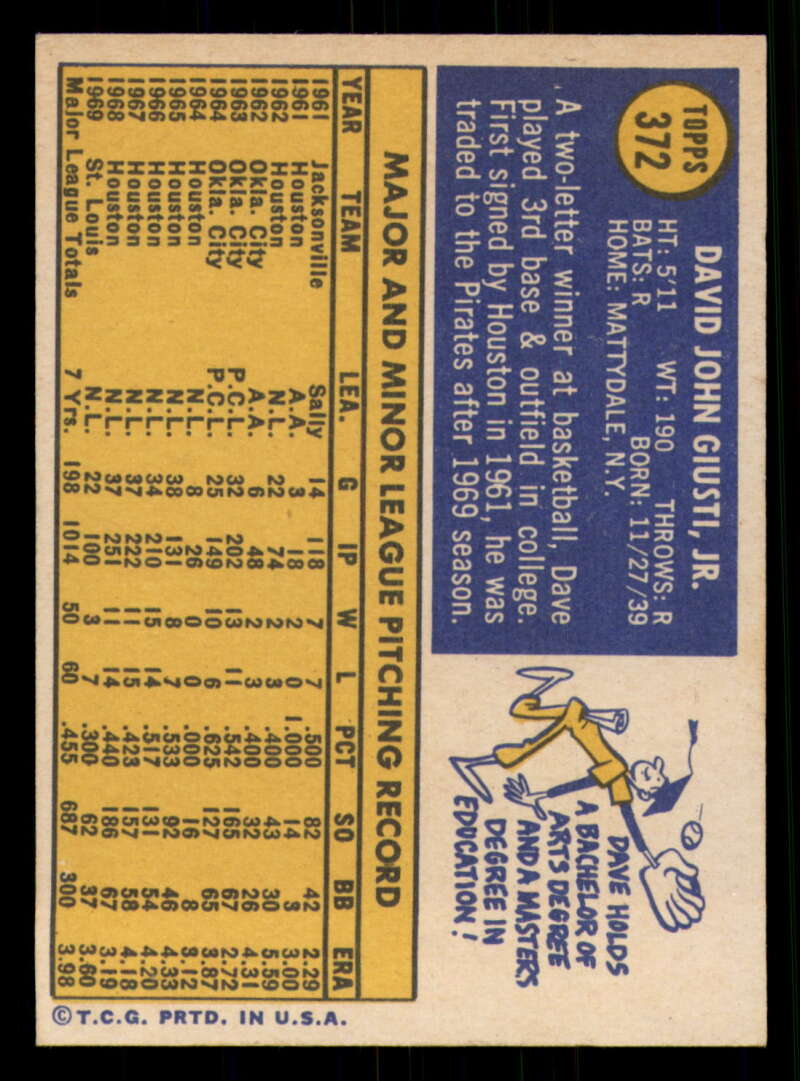 TOPPS
372
DAVID JOHN GIUSTI, JR.
HT: 5'11 WT: 190 THROWS: R
BATS: R BORN: 11/27/39
HOME: MATTYDALE, N.Y.
A two-letter winner at basketball, Dave
played 3rd base & outfield in college.
First signed by Houston in 1961, he was
traded to the Pirates after 1969 season.
DAVE HOLDS
A BACHELOR OF
ARTS DEGREE
AND A MASTERS
DEGREE IN
EDUCATION!
MAJOR AND MINOR LEAGUE PITCHING RECORD
YEAR TEAM LEA. G IP W L PCT SO BB ERA
1961 Jacksonville Sally 14 118 7 7 .500 82 42 2.29
1961 Houston A.A. 3 18 2 0 1.000 14 3 3.00
1962 Houston N.L. 22 74 2 3 .400 43 30 5.59
1962 Okla. City A.A. 6 48 2 3 .400 32 26 4.31
1963 Okla. City P.C.L. 32 202 13 11 .542 165 67 2.72
1964 Okla. City P.C.L. 25 149 10 6 .625 127 65 3.87
1964 Houston N.L. 8 26 0 0 .000 16 8 3.12
1965 Houston N.L. 38 131 8 7 .533 92 46 4.33
1966 Houston N.L. 34 210 15 14 .517 131 54 4.20
1967 Houston N.L. 37 222 11 15 .423 157 58 4.18
1968 Houston N.L. 37 251 11 14 .440 186 67 3.19
1969 St. Louis N.L. 22 100 3 7 .300 62 37 3.60
Major League Totals 7 Yrs. 198 1014 50 60 .455 687 300 3.98
© T.C.G. PRTD. IN U.S.A.